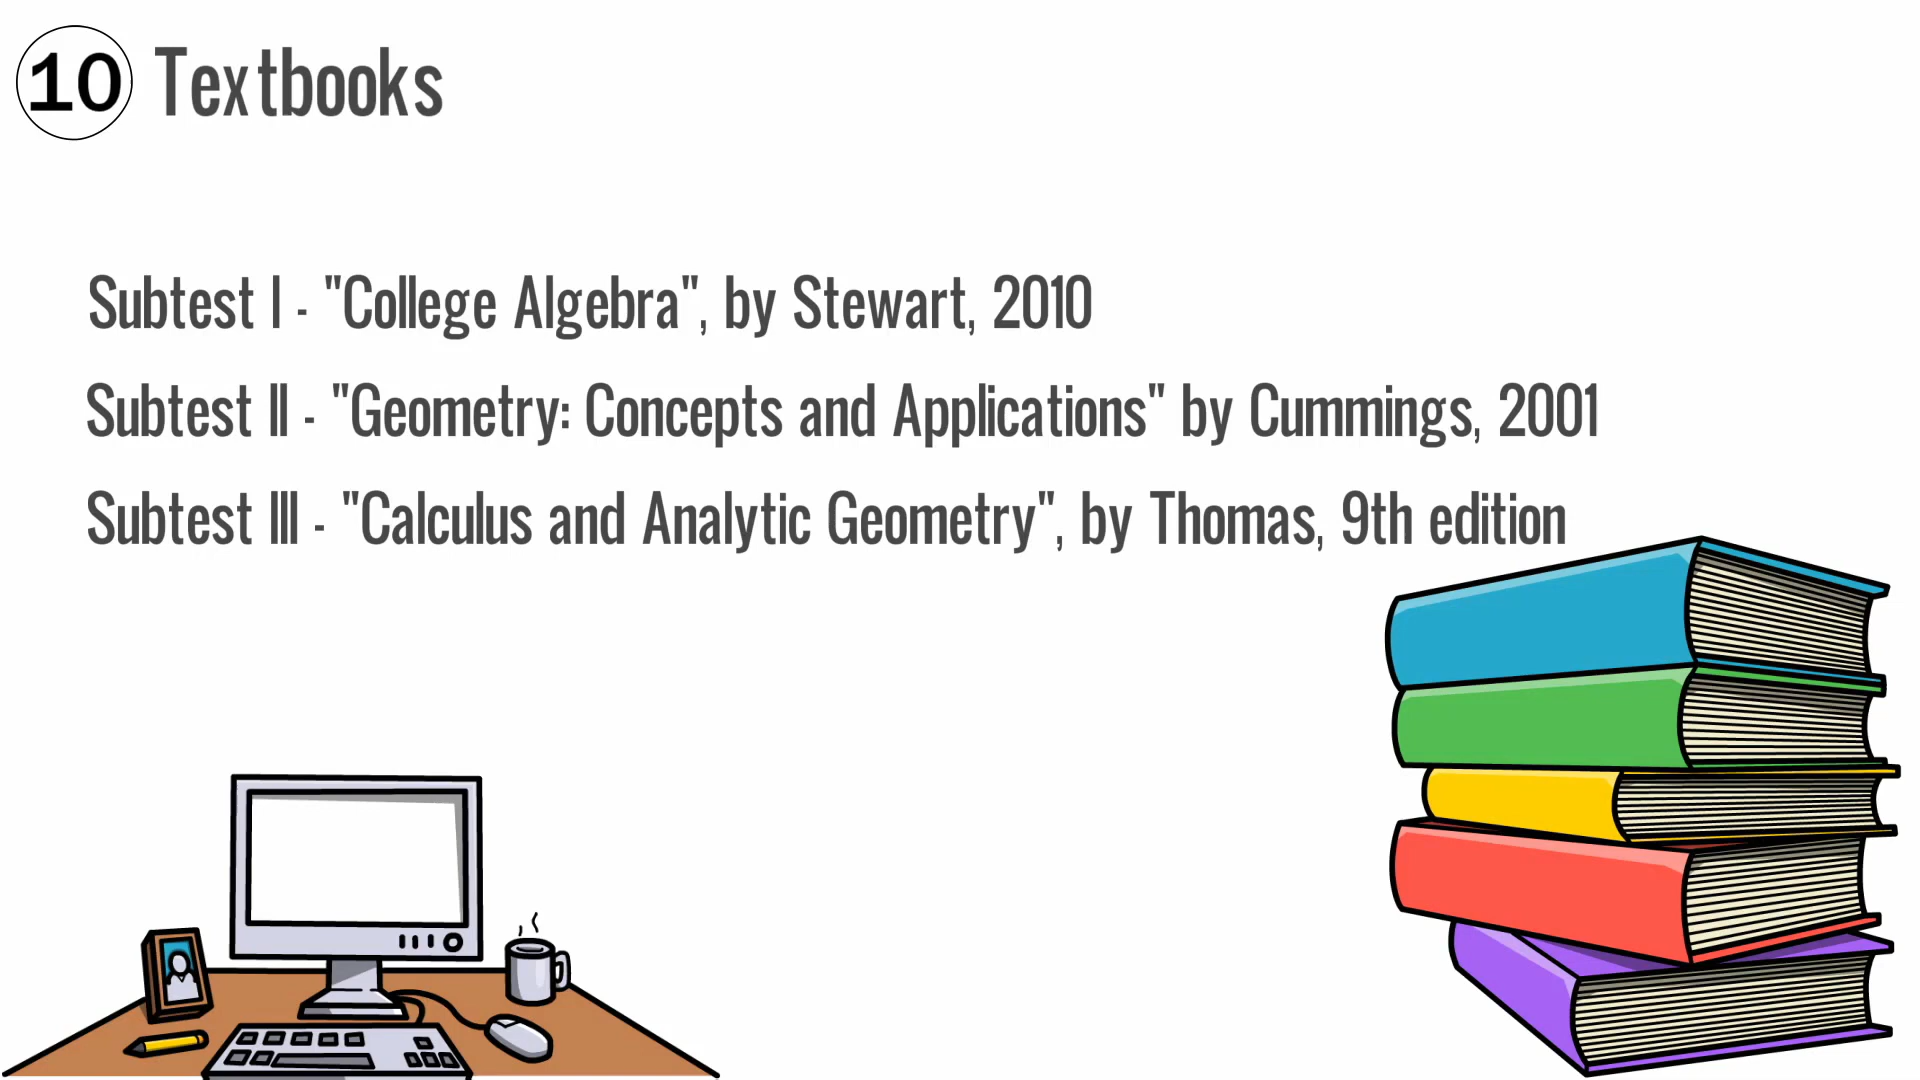 10 Textbooks
Subtest I - "College Algebra", by Stewart, 2010
Subtest II - "Geometry: Concepts and Applications" by Cummings, 2001
Subtest III - "Calculus and Analytic Geometry", by Thomas, 9th edition